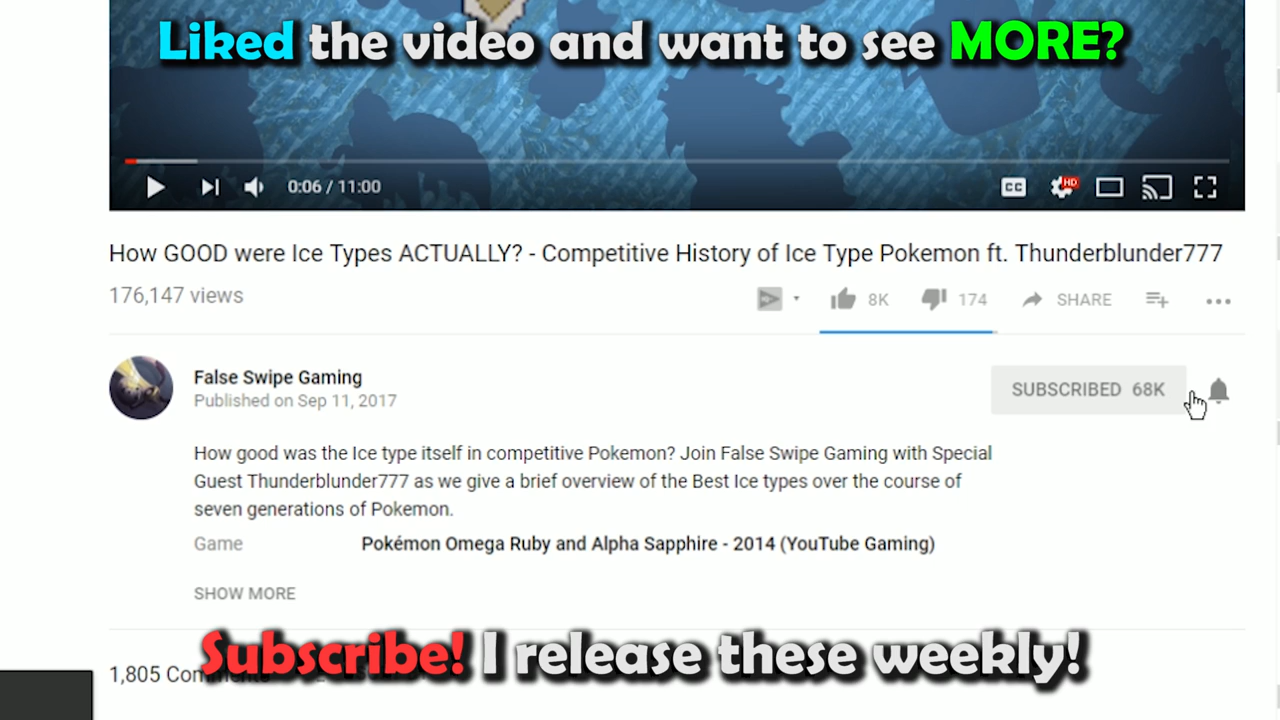 Liked the video and want to see MORE?
0:06 / 11:00
CC
HD
How GOOD were Ice Types ACTUALLY? - Competitive History of Ice Type Pokemon ft. Thunderblunder777
176,147 views
8K 174 SHARE
False Swipe Gaming
Published on Sep 11, 2017
SUBSCRIBED 68K
How good was the Ice type itself in competitive Pokemon? Join False Swipe Gaming with Special
Guest Thunderblunder777 as we give a brief overview of the Best Ice types over the course of
seven generations of Pokemon.
Game Pokémon Omega Ruby and Alpha Sapphire - 2014 (YouTube Gaming)
SHOW MORE
Subscribe! I release these weekly!
1,805 Comments